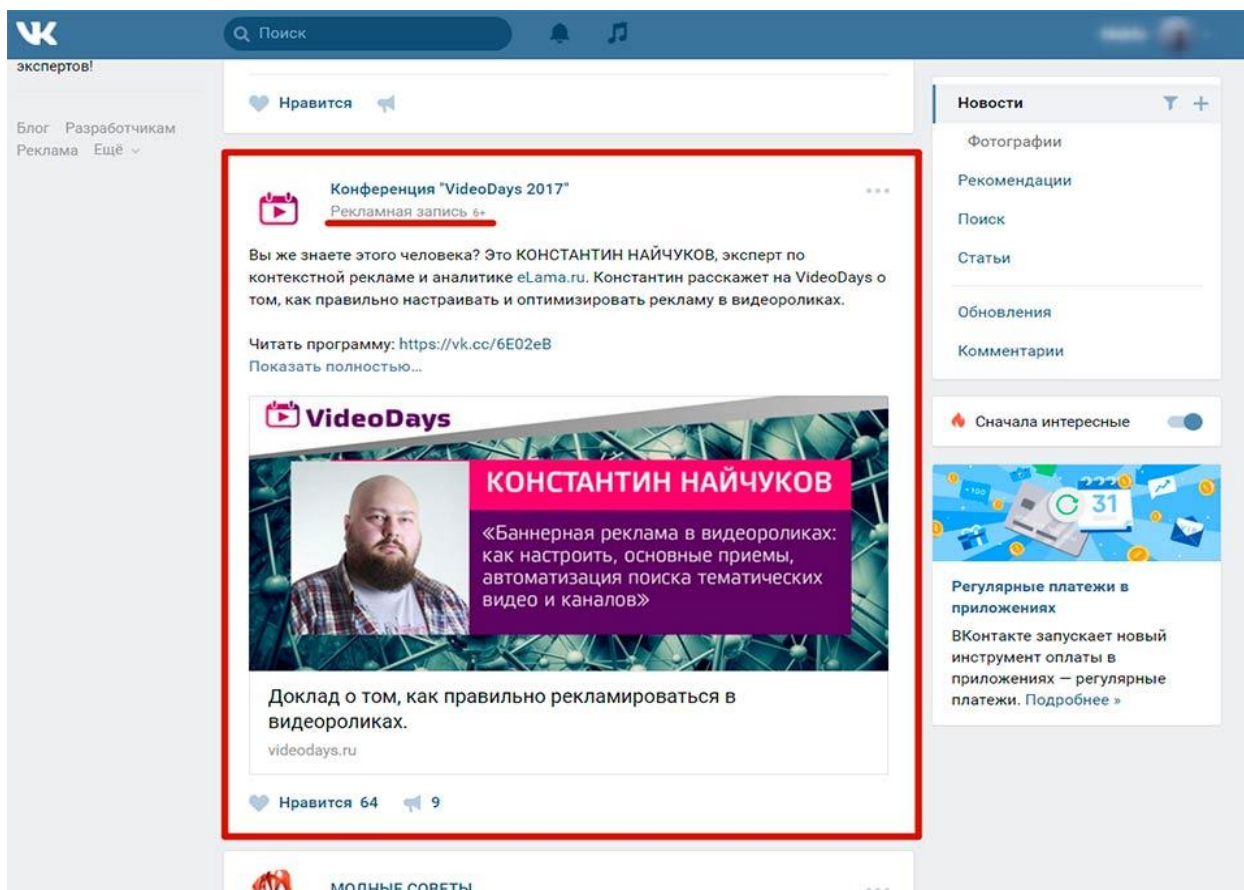 Поиск
экспертов!
Блог Разработчикам
Реклама Ещё
Нравится
Конференция "VideoDays 2017"
Рекламная запись 6+
Вы же знаете этого человека? Это КОНСТАНТИН НАЙЧУКОВ, эксперт по
контекстной рекламе и аналитике eLama.ru. Константин расскажет на VideoDays о
том, как правильно настраивать и оптимизировать рекламу в видеороликах.
Читать программу: https://vk.cc/6E02eB
Показать полностью...
VideoDays
КОНСТАНТИН НАЙЧУКОВ
«Баннерная реклама в видеороликах:
как настроить, основные приемы,
автоматизация поиска тематических
видео и каналов»
Доклад о том, как правильно рекламироваться в
видеороликах.
videodays.ru
Нравится 64 9
МОДНЫЕ СОВЕТЫ
Новости
Фотографии
Рекомендации
Поиск
Статьи
Обновления
Комментарии
Сначала интересные
+100
31
Регулярные платежи в
приложениях
ВКонтакте запускает новый
инструмент оплаты в
приложениях — регулярные
платежи. Подробнее »